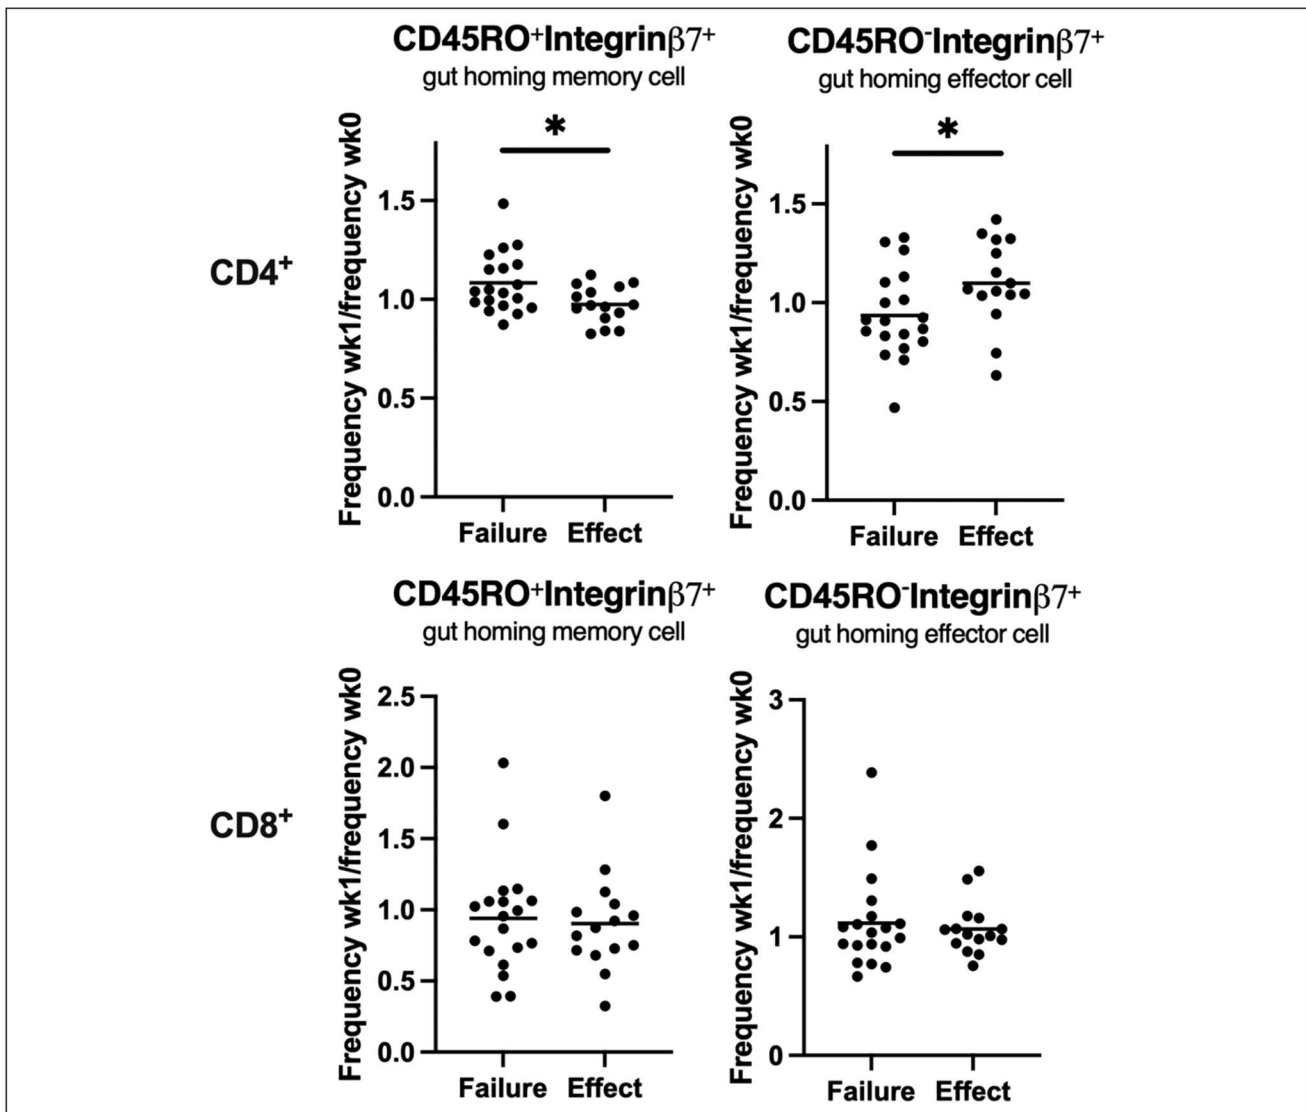 CD45RO⁺Integrinβ7⁺
gut homing memory cell
CD45RO⁻Integrinβ7⁺
gut homing effector cell
CD4⁺
Frequency wk1/frequency wk0
*
1.5
1.0
0.5
0.0
Failure Effect
Frequency wk1/frequency wk0
*
1.5
1.0
0.5
0.0
Failure Effect
CD45RO⁺Integrinβ7⁺
gut homing memory cell
CD45RO⁻Integrinβ7⁺
gut homing effector cell
CD8⁺
Frequency wk1/frequency wk0
2.5
2.0
1.5
1.0
0.5
0.0
Failure Effect
Frequency wk1/frequency wk0
3
2
1
0
Failure Effect